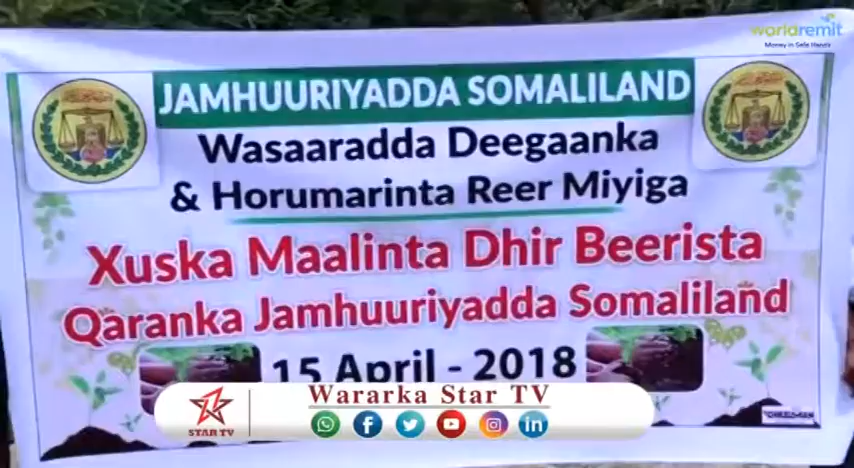 worldremit
Money in Safe Hands
JAMHUURIYADDA SOMALILAND
Wasaaradda Deegaanka
& Horumarinta Reer Miyiga
Xuska Maalinta Dhir Beerista
Qaranka Jamhuuriyadda Somaliland
15 April - 2018
Wararka Star TV
STAR TV